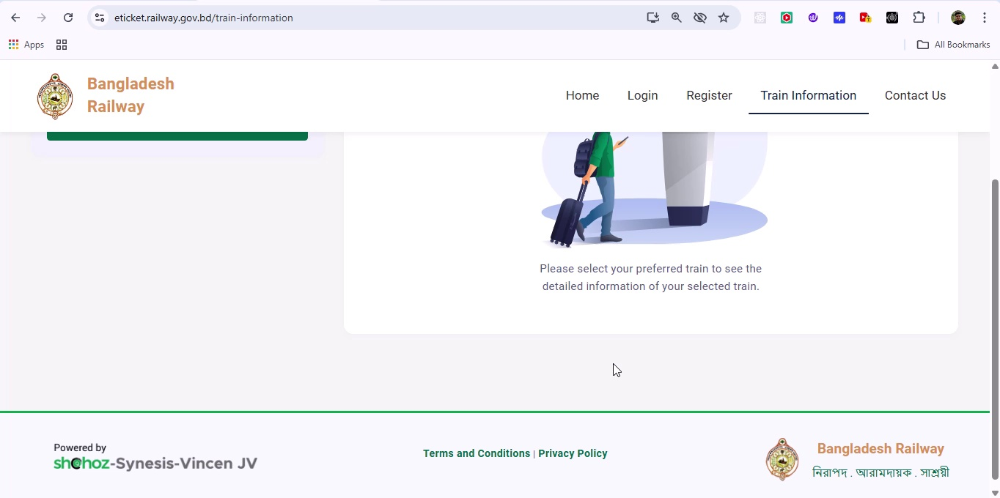 eticket.railway.gov.bd/train-information
Apps
All Bookmarks
Bangladesh
Railway
Home
Login
Register
Train Information
Contact Us
Please select your preferred train to see the
detailed information of your selected train.
Powered by
shohoz-Synesis-Vincen JV
Terms and Conditions | Privacy Policy
Bangladesh Railway
নিরাপদ . আরামদায়ক . সাশ্রয়ী